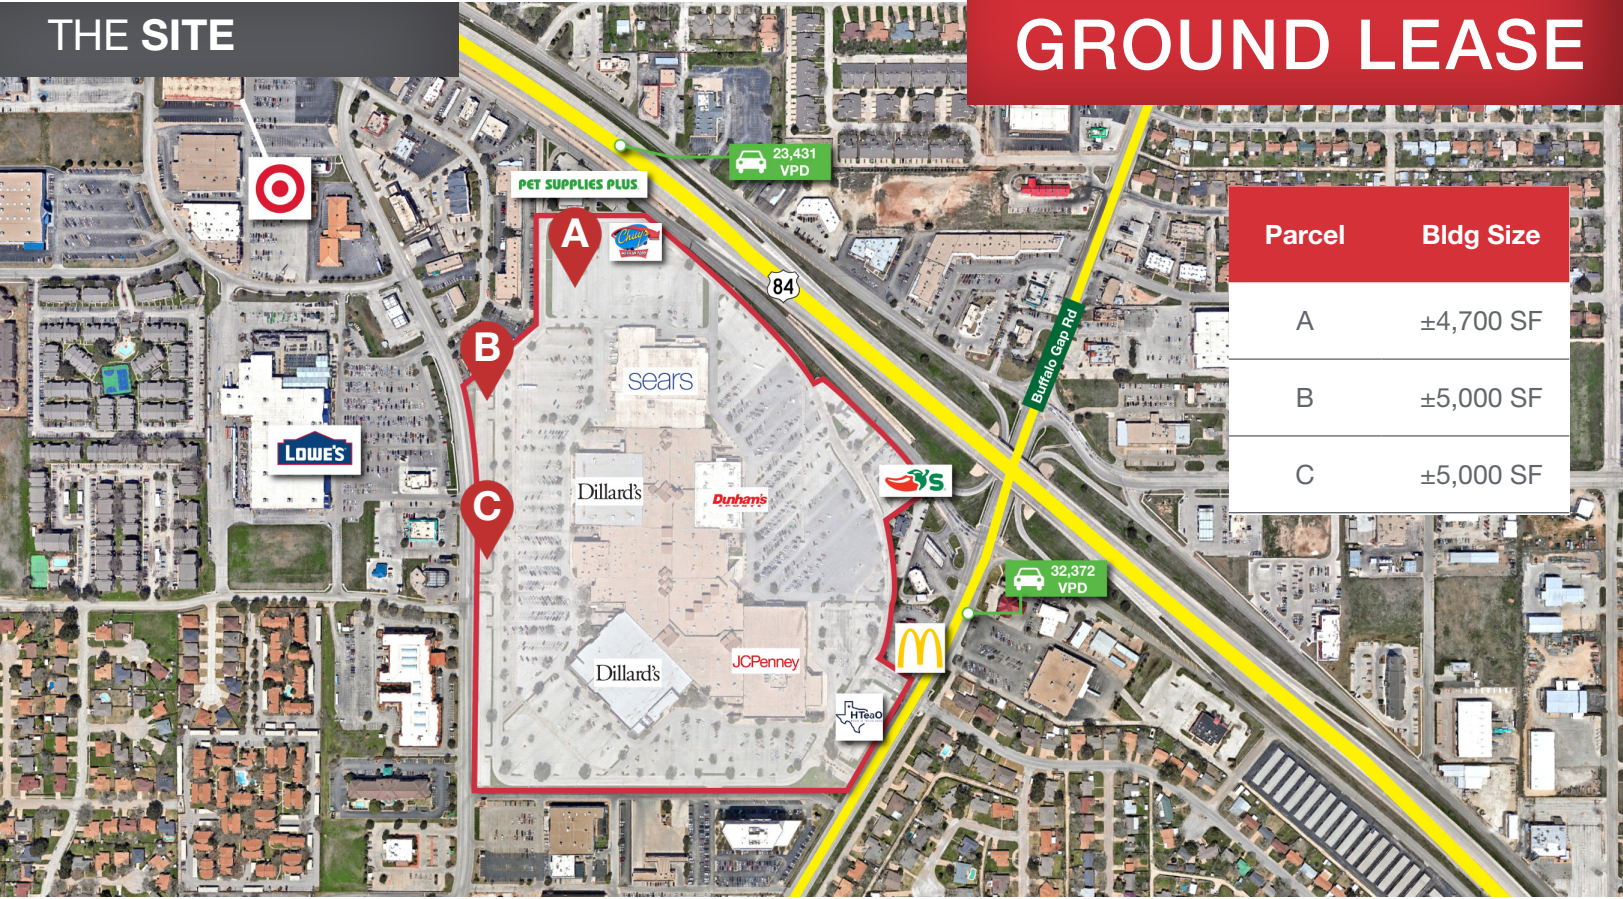 THE SITE
GROUND LEASE
23,431
VPD
PET SUPPLIES PLUS
A
Chuy's
84
Parcel Bldg Size
A ±4,700 SF
B ±5,000 SF
C ±5,000 SF
Buffalo Gap Rd
B
sears
LOWE'S
Dillard's
Dunham's
SPORTS
C
32,372
VPD
Dillard's
JCPenney
HTeaO